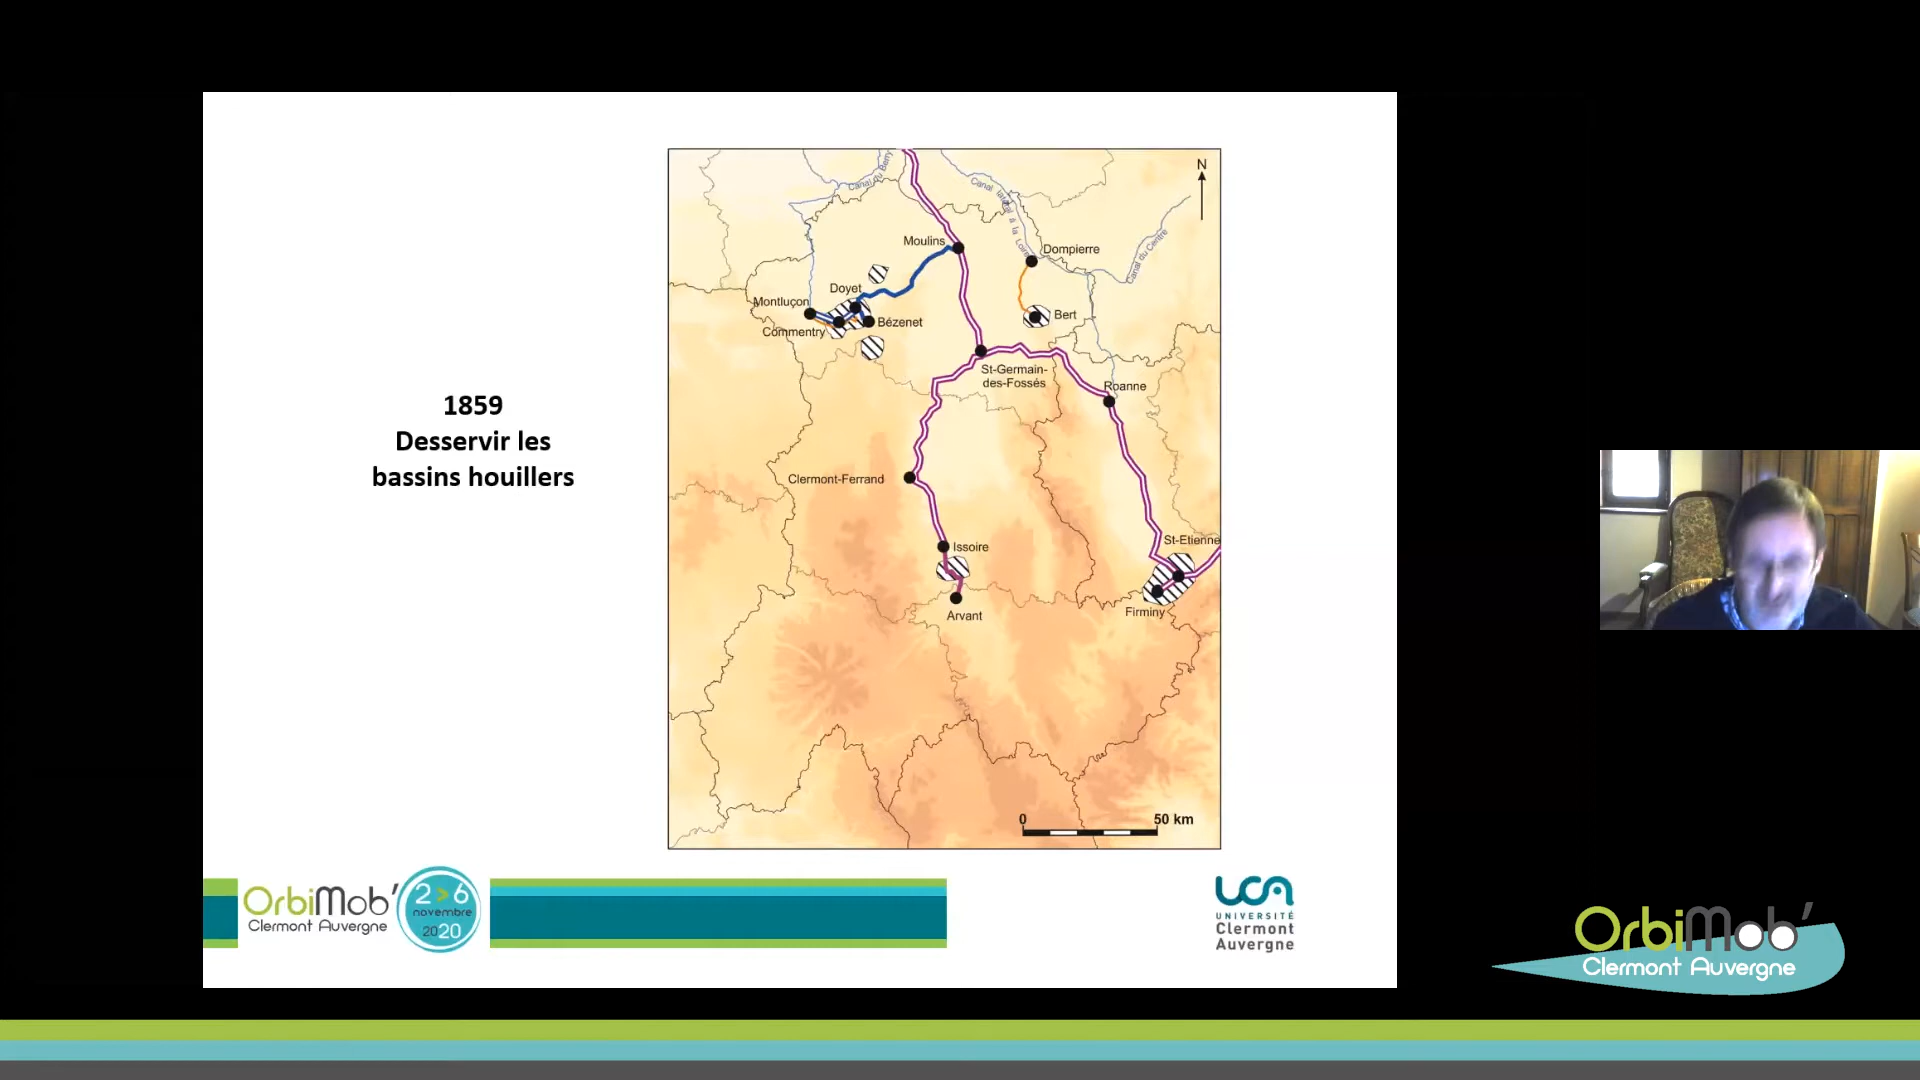 1859
Desservir les
bassins houillers
N
Canal du Berry
Canal latéral à la Loire
Canal du Centre
Moulins
Dompierre
Doyet
Montluçon
Bézenet
Commentry
Bert
St-Germain-
des-Fossés
Roanne
Clermont-Ferrand
Issoire
St-Etienne
Arvant
Firminy
0
50 km
OrbiMob'
Clermont Auvergne
2>6
novembre
2020
UCA
UNIVERSITÉ
Clermont
Auvergne
OrbiMob'
Clermont Auvergne